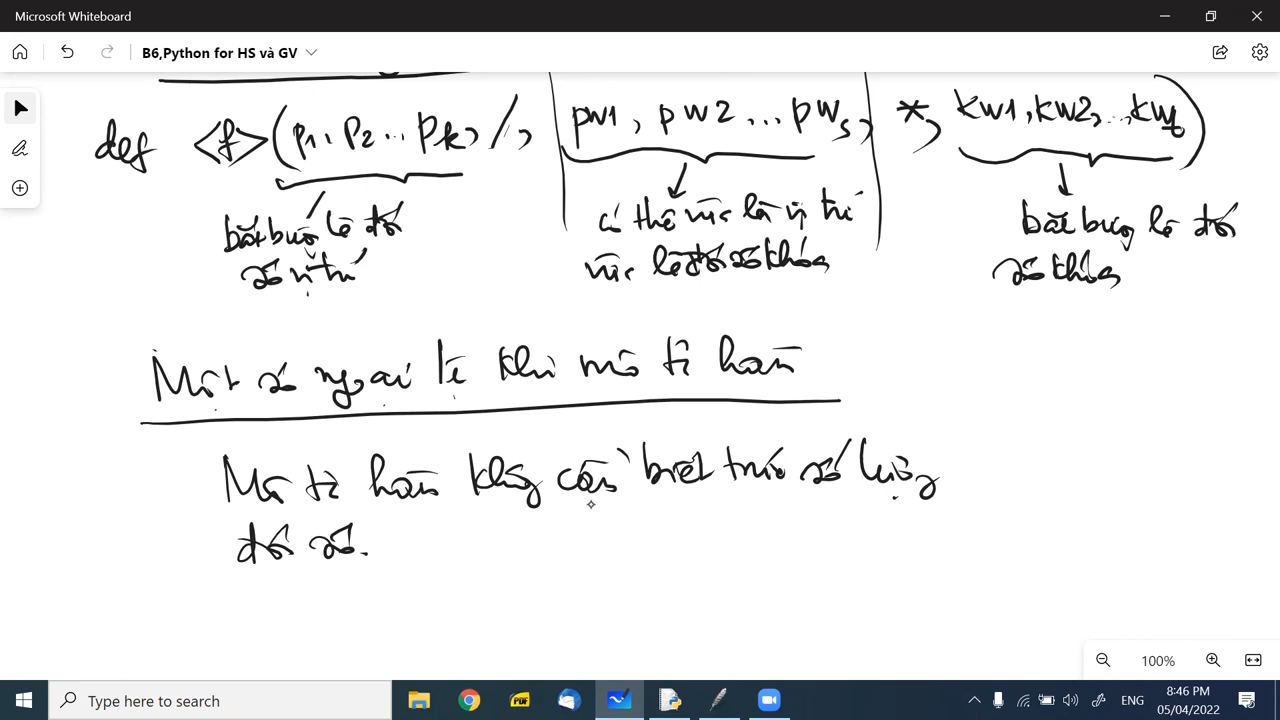 Microsoft Whiteboard
B6,Python for HS và GV
def <f>(p1, p2 ... pk, /, pw1, pw2 ... pws, *, kw1, kw2, ... kwt)
bắt buộc là đối
số vị trí
có thể vừa là vị trí
vừa là đối số khóa
bắt buộc là đối
số khóa
Một số ngoại lệ khi mô tả hàm
Mô tả hàm không cần biết trước số lượng
đối số.
100%
Type here to search
ENG
8:46 PM
05/04/2022